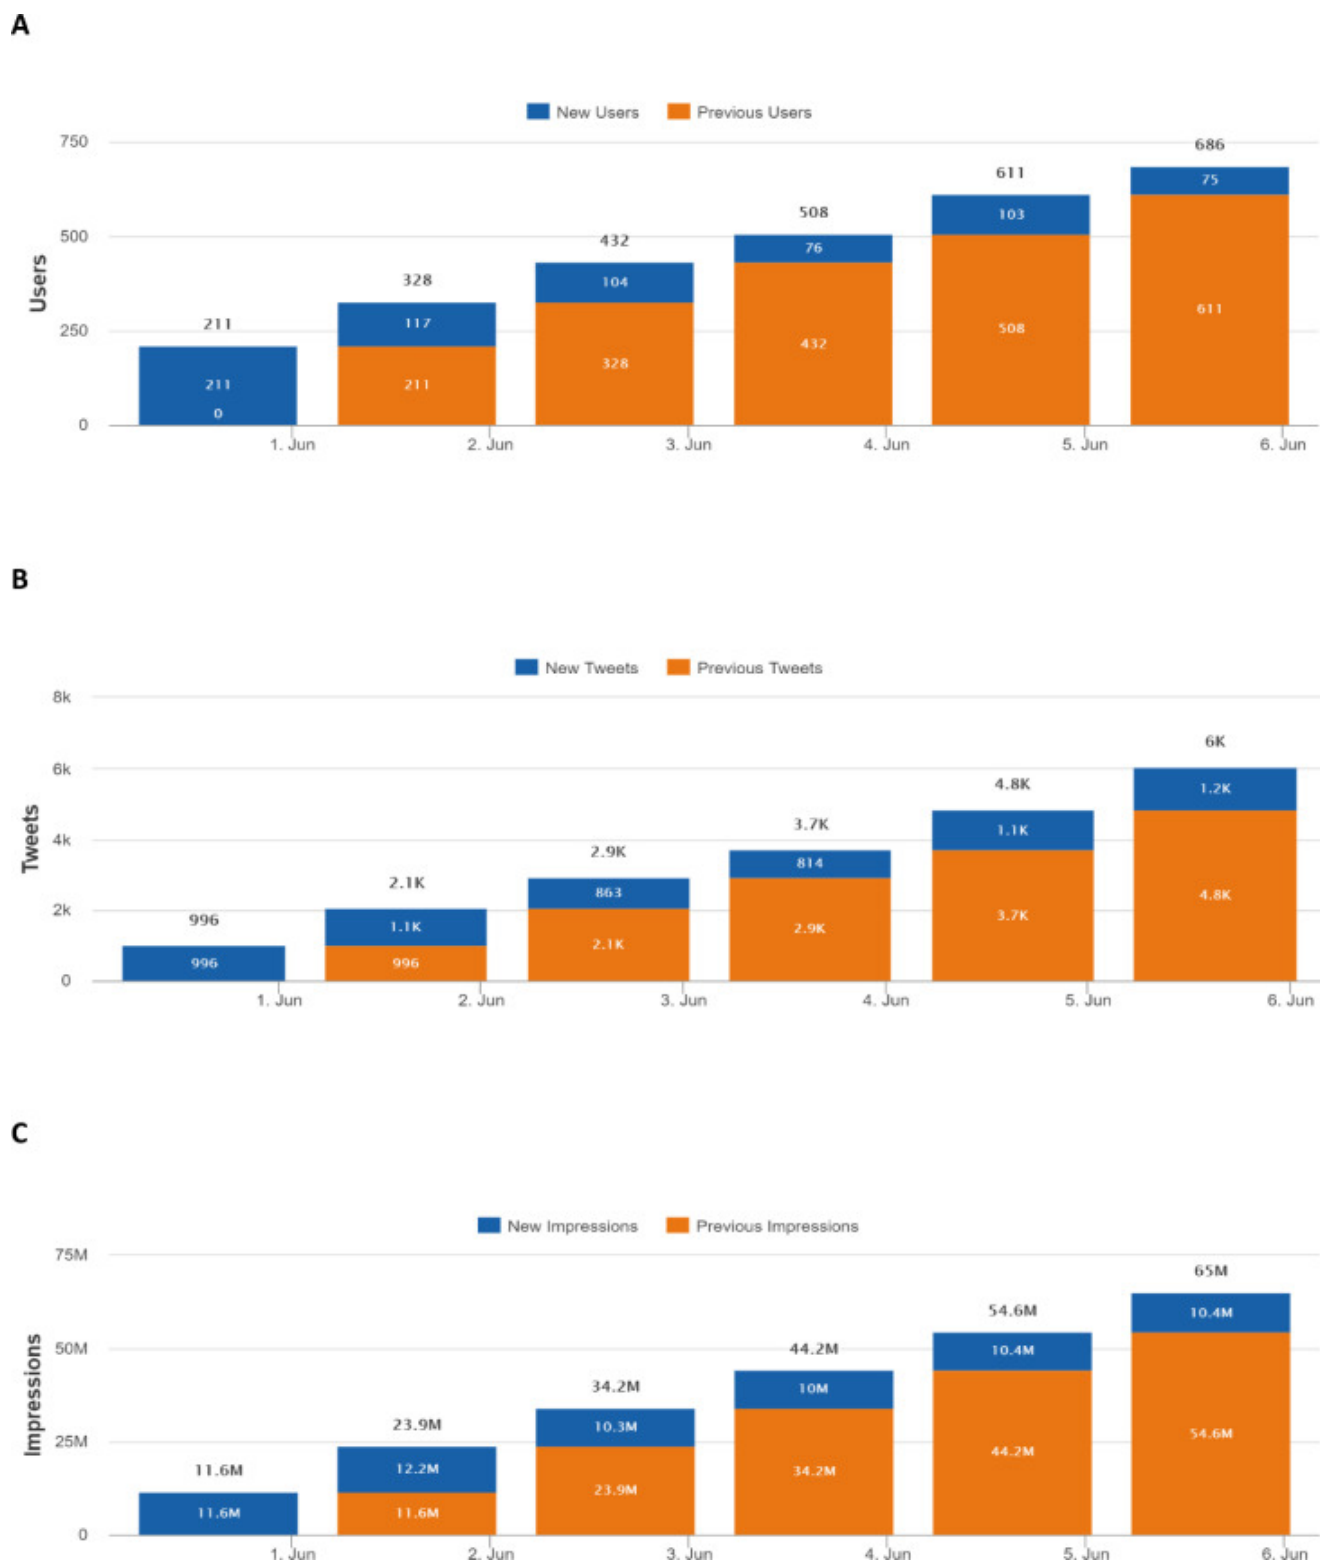 A
New Users Previous Users
750
686
611
75
508
103
500
432
76
Users
328
104
611
250
211
117
508
432
328
211
211
0
0
1. Jun 2. Jun 3. Jun 4. Jun 5. Jun 6. Jun
B
New Tweets Previous Tweets
8k
6K
6k
4.8K
1.2K
3.7K
1.1K
Tweets
4k
2.9K
814
2.1K
863
4.8K
2k
996
1.1K
3.7K
2.9K
2.1K
996
996
0
1. Jun 2. Jun 3. Jun 4. Jun 5. Jun 6. Jun
C
New Impressions Previous Impressions
75M
65M
54.6M
10.4M
50M
44.2M
10.4M
Impressions
34.2M
10M
23.9M
10.3M
54.6M
25M
44.2M
11.6M
12.2M
34.2M
23.9M
11.6M
11.6M
0
1. Jun 2. Jun 3. Jun 4. Jun 5. Jun 6. Jun